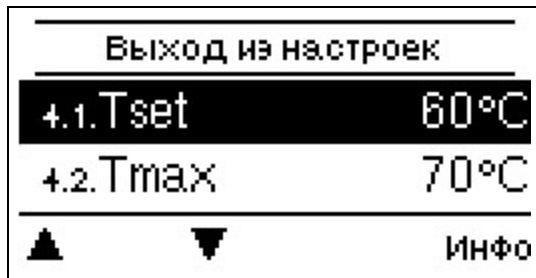 Выход из настроек
4.1.Tset 60°C
4.2.Tmax 70°C
▲ ▼ Инфо